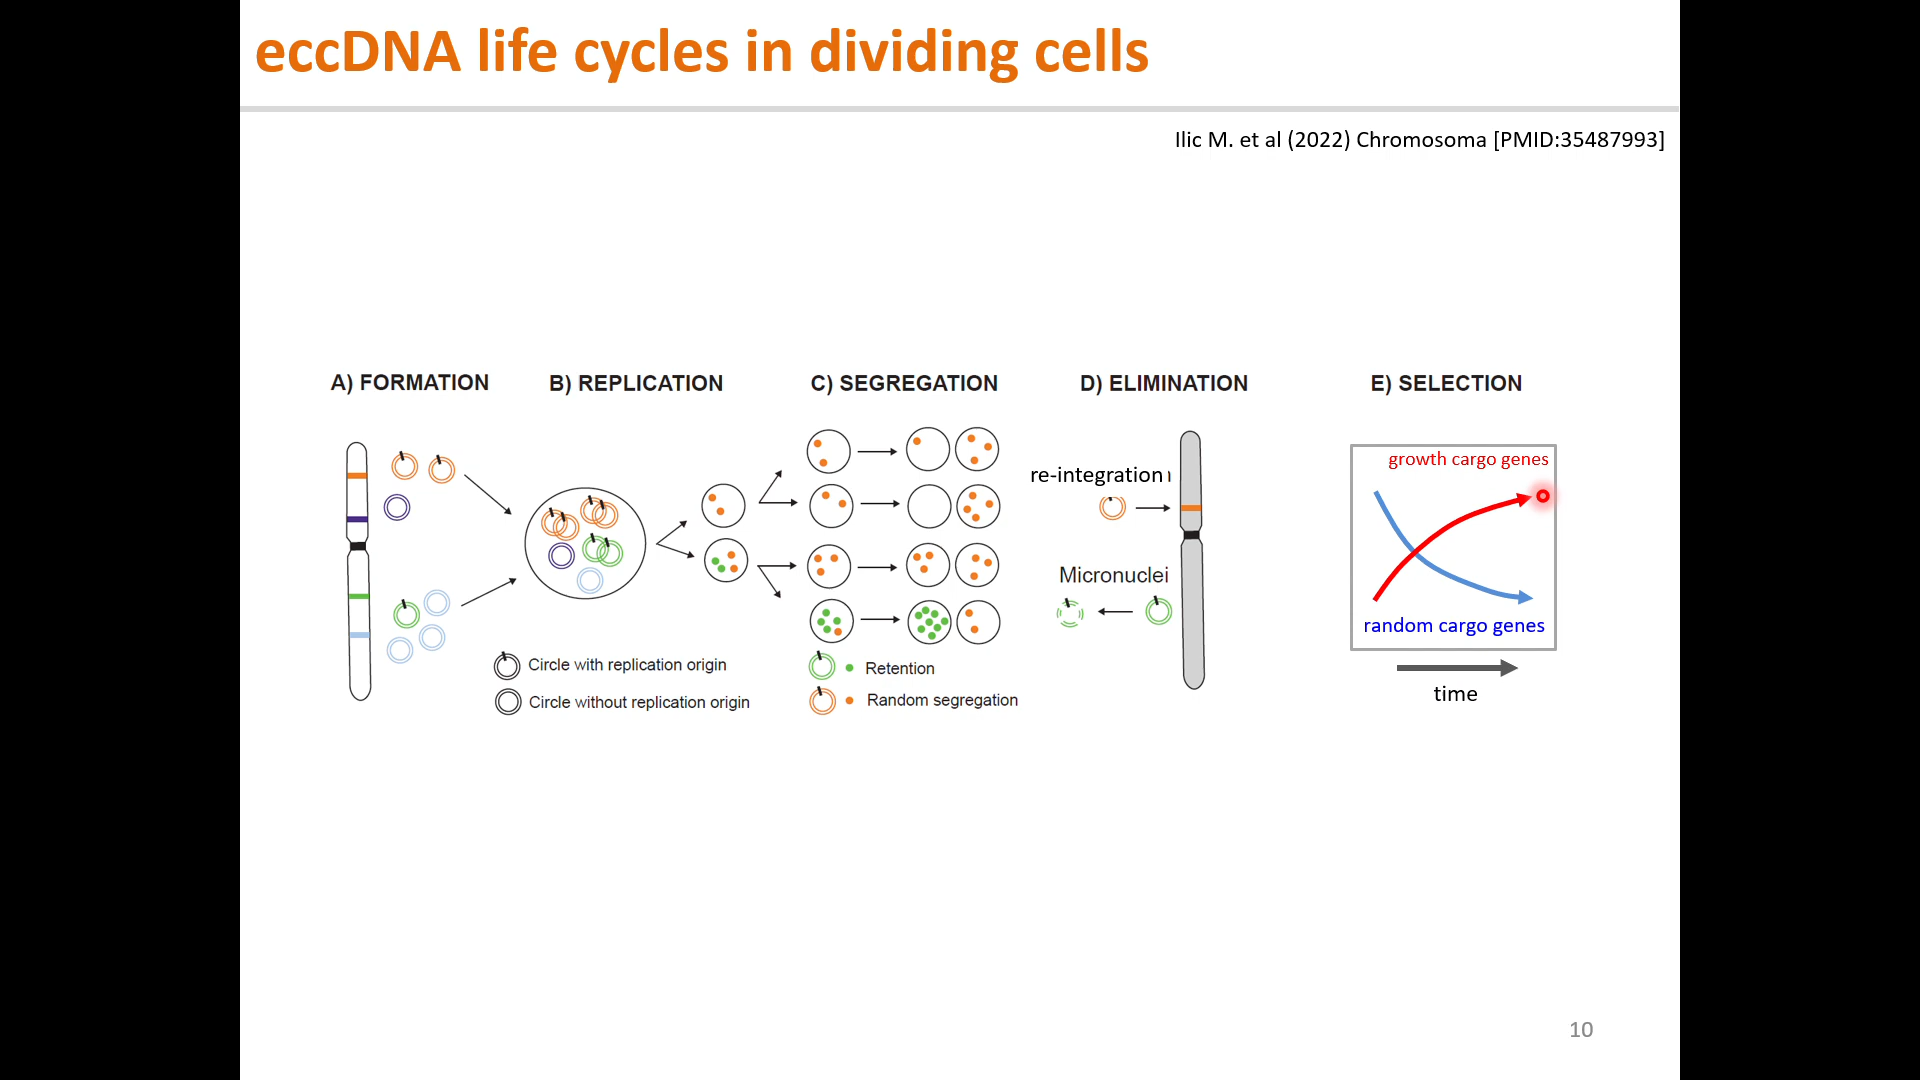 eccDNA life cycles in dividing cells
Ilic M. et al (2022) Chromosoma [PMID:35487993]
A) FORMATION
B) REPLICATION
C) SEGREGATION
D) ELIMINATION
E) SELECTION
re-integration
Micronuclei
growth cargo genes
random cargo genes
time
Circle with replication origin
Circle without replication origin
Retention
Random segregation
10